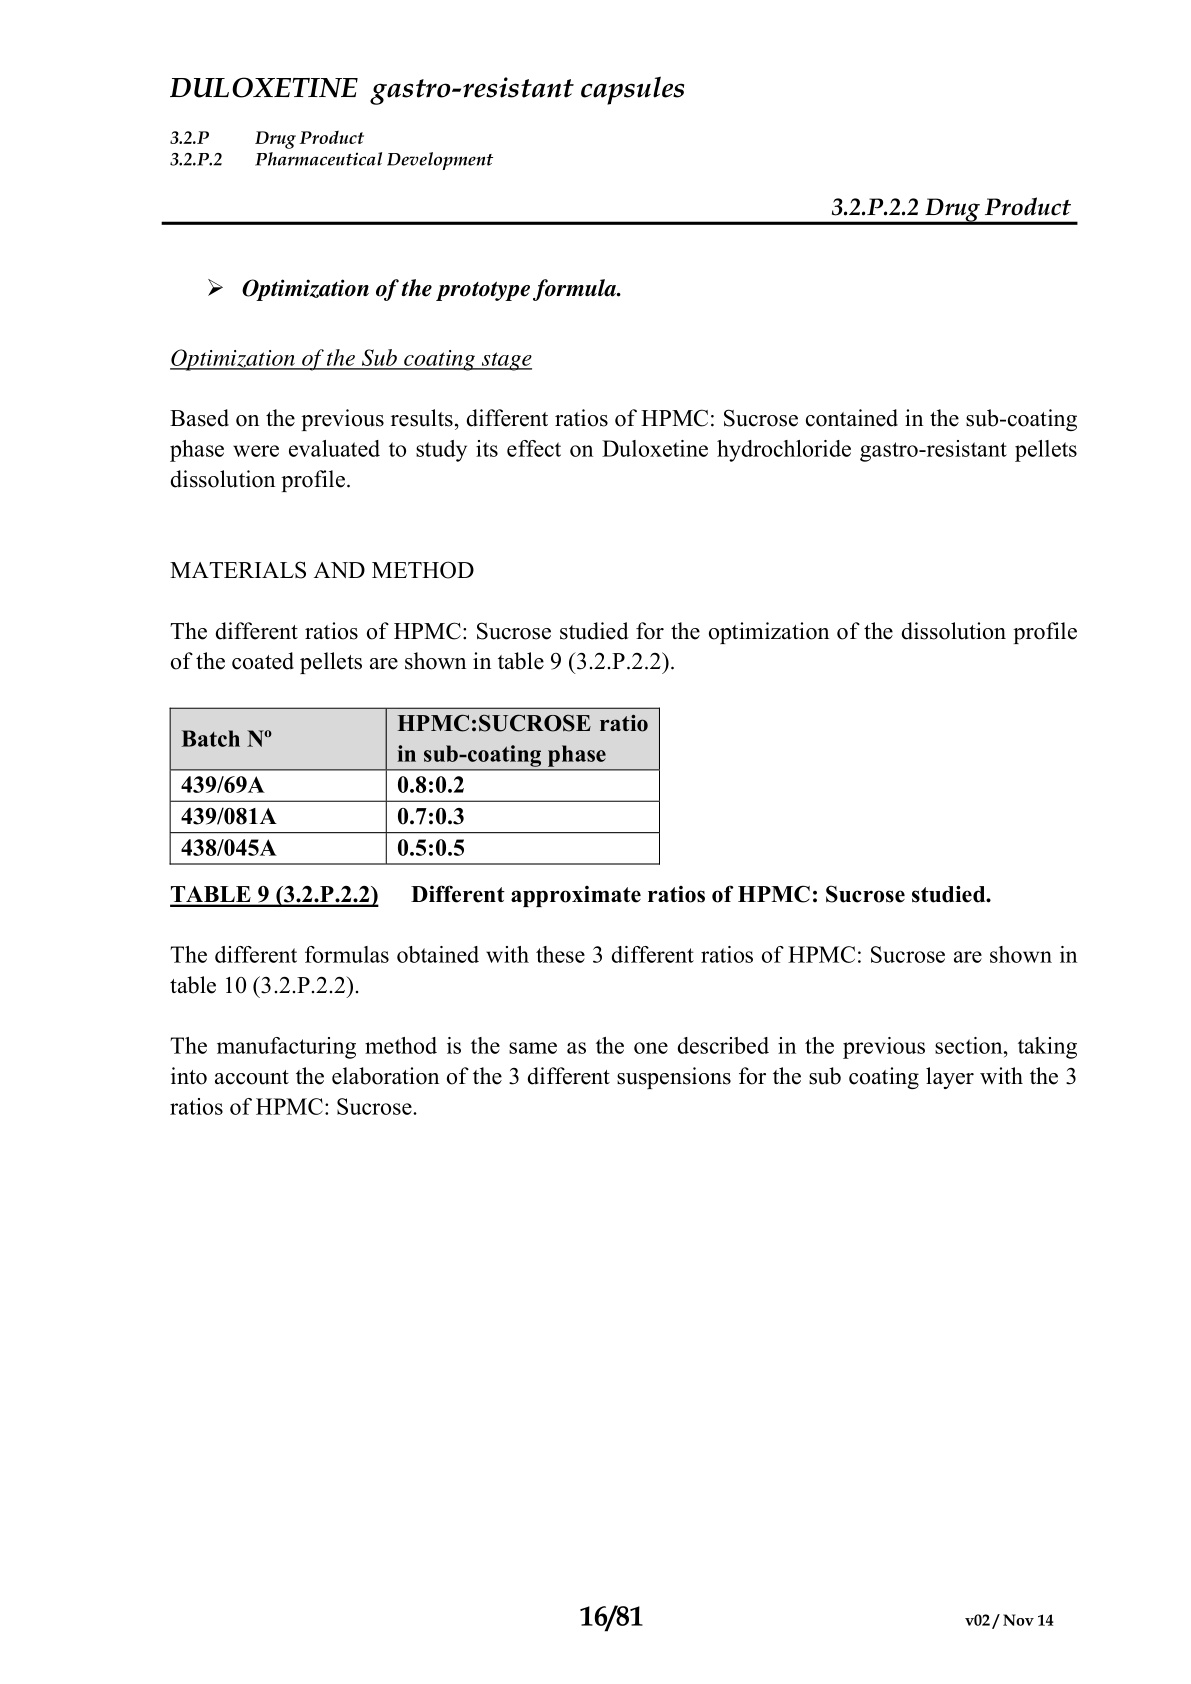 DULOXETINE gastro-resistant capsules
3.2.P Drug Product
3.2.P.2 Pharmaceutical Development
3.2.P.2.2 Drug Product
➢ Optimization of the prototype formula.
Optimization of the Sub coating stage
Based on the previous results, different ratios of HPMC: Sucrose contained in the sub-coating
phase were evaluated to study its effect on Duloxetine hydrochloride gastro-resistant pellets
dissolution profile.
MATERIALS AND METHOD
The different ratios of HPMC: Sucrose studied for the optimization of the dissolution profile
of the coated pellets are shown in table 9 (3.2.P.2.2).
Batch Nº HPMC:SUCROSE ratio
in sub-coating phase
439/69A 0.8:0.2
439/081A 0.7:0.3
438/045A 0.5:0.5
TABLE 9 (3.2.P.2.2) Different approximate ratios of HPMC: Sucrose studied.
The different formulas obtained with these 3 different ratios of HPMC: Sucrose are shown in
table 10 (3.2.P.2.2).
The manufacturing method is the same as the one described in the previous section, taking
into account the elaboration of the 3 different suspensions for the sub coating layer with the 3
ratios of HPMC: Sucrose.
16/81
v02 / Nov 14